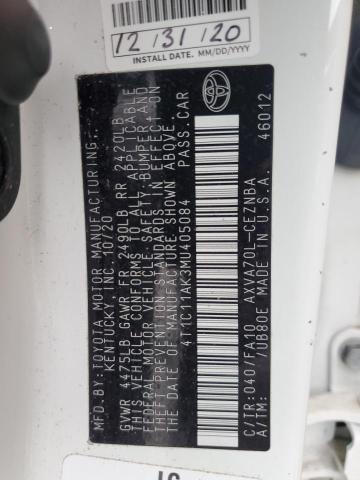 12 31 20
INSTALL DATE. MM/DD/YYYY
MFD.BY:TOYOTA MOTOR MANUFACTURING,
KENTUCKY, INC. 10/20
GVWR 4475LB GAWR FR 2490LB RR 2420LB
THIS VEHICLE CONFORMS TO ALL APPLICABLE
FEDERAL MOTOR VEHICLE SAFETY, BUMPER, AND
THEFT PREVENTION STANDARDS IN EFFECT ON
THE DATE OF MANUFACTURE SHOWN ABOVE.
4T1C11AK3MU405084 PASS.CAR
C/TR:040/FA10 AXVA70L-CEZNBA
A/TM: /UB80E MADE IN U.S.A. 46012